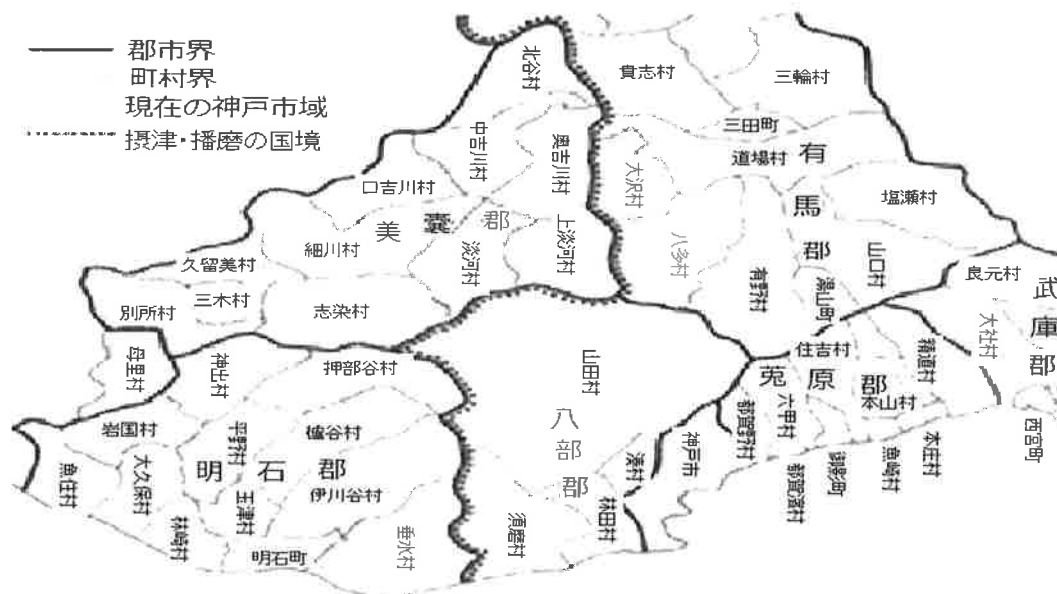 郡市界
町村界
現在の神戸市域
摂津・播磨の国境
北谷村
貴志村
三輪村
中吉川村
奥吉川村
三田町
大沢村
道場村
有馬郡
口吉川村
塩瀬村
美嚢郡
細川村
淡河村
上淡河村
八多村
山口村
久留美村
有野村
湯山町
良元村
武庫郡
三木村
別所村
志染村
大社村
住吉村
精道村
母里村
神出村
押部谷村
山田村
菟原郡
本山村
西宮町
八部郡
都賀野村
六甲村
岩国村
平野村
櫨谷村
神戸市
本庄村
魚崎村
御影町
都賀濱村
湊村
明石郡
魚住村
大久保村
玉津村
伊川谷村
林田村
林崎村
明石町
垂水村
須磨村